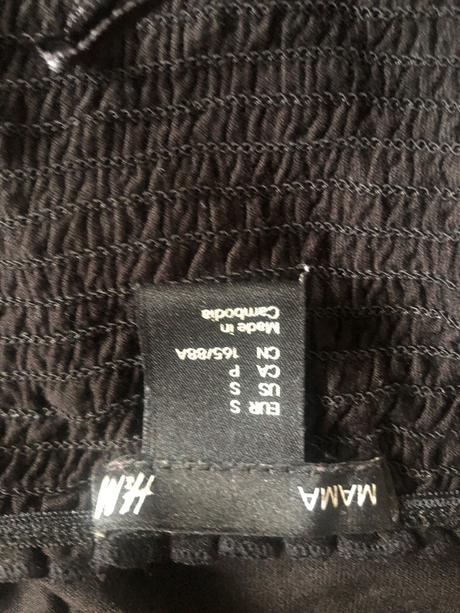 MAMA H&M
EUR S
US S
CA P
CN 165/88A
Made in
Cambodia